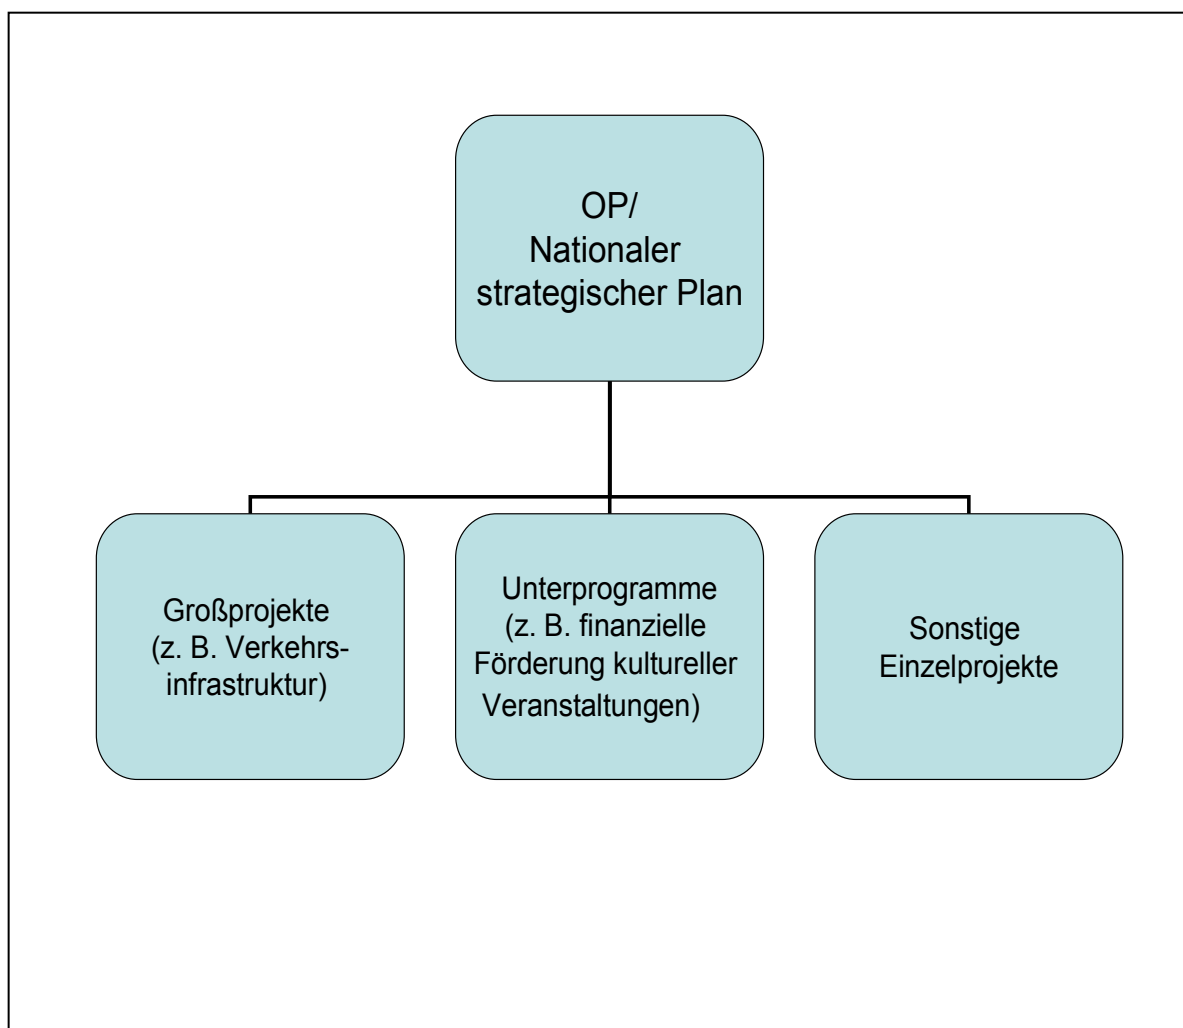 OP/
Nationaler
strategischer Plan
Großprojekte
(z. B. Verkehrs-
infrastruktur)
Unterprogramme
(z. B. finanzielle
Förderung kultureller
Veranstaltungen)
Sonstige
Einzelprojekte